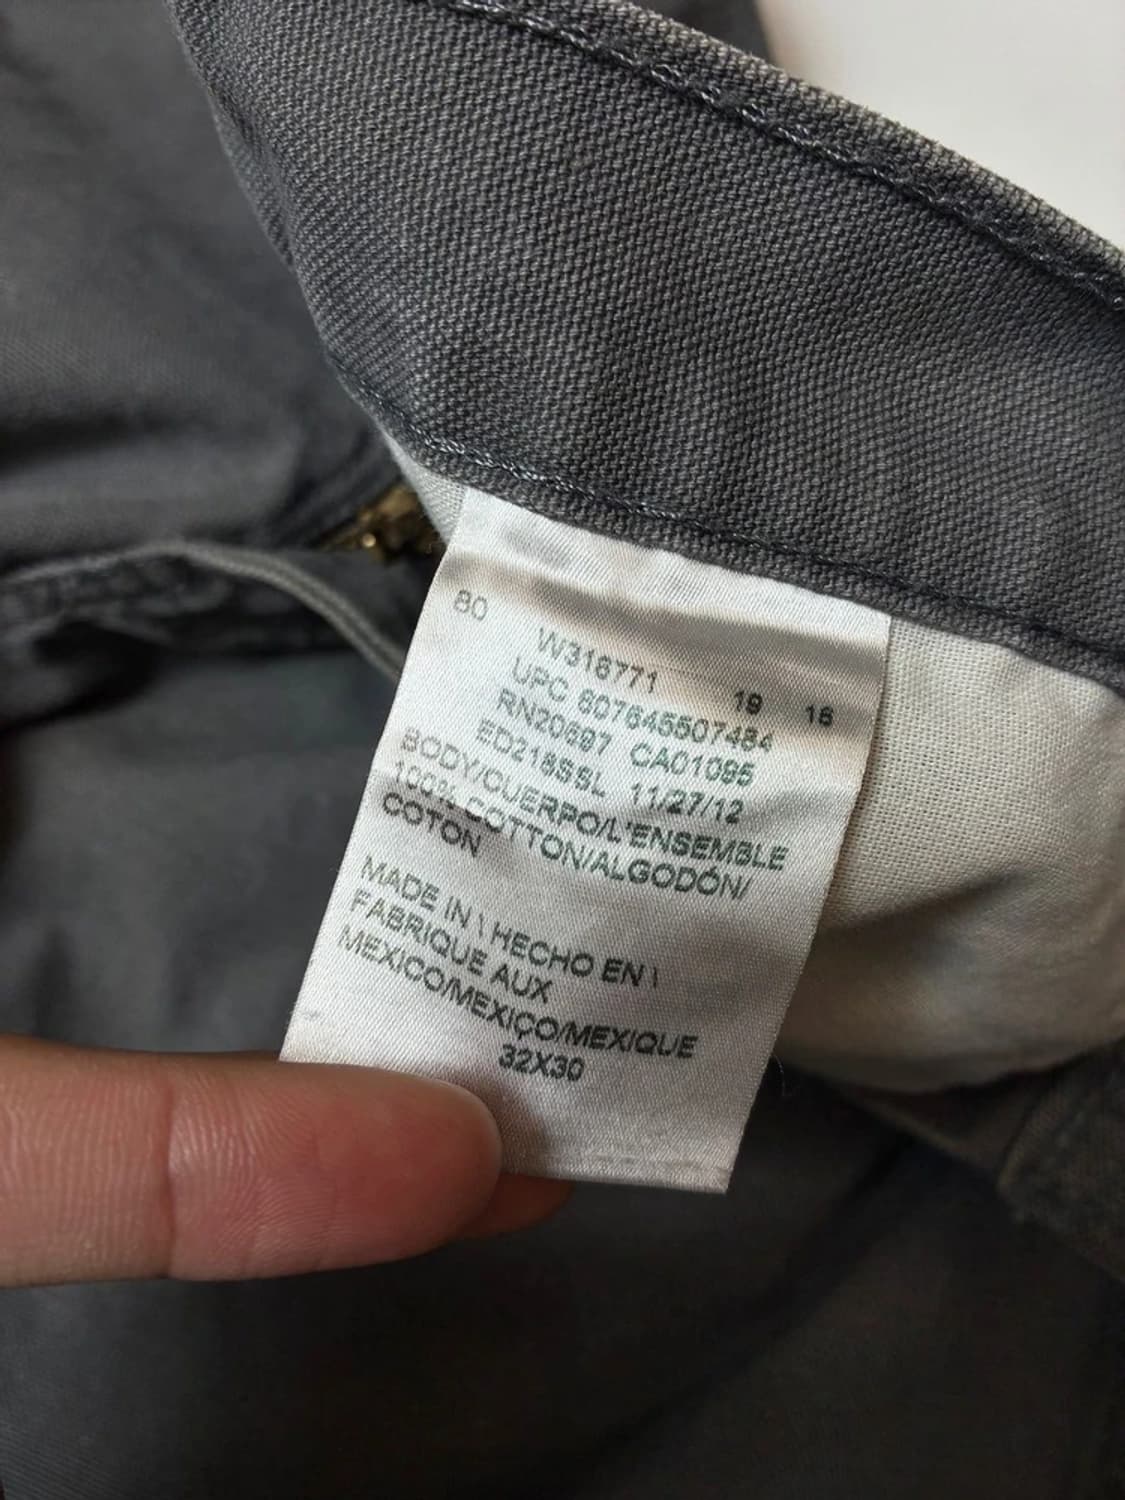 80
W316771 19 16
UPC 607645507484
RN20697 CA01095
ED218SSL 11/27/12
BODY/CUERPO/L'ENSEMBLE
100% COTTON/ALGODÓN/
COTON
MADE IN \ HECHO EN \
FABRIQUE AUX
MEXICO/MEXIÇO/MEXIQUE
32X30